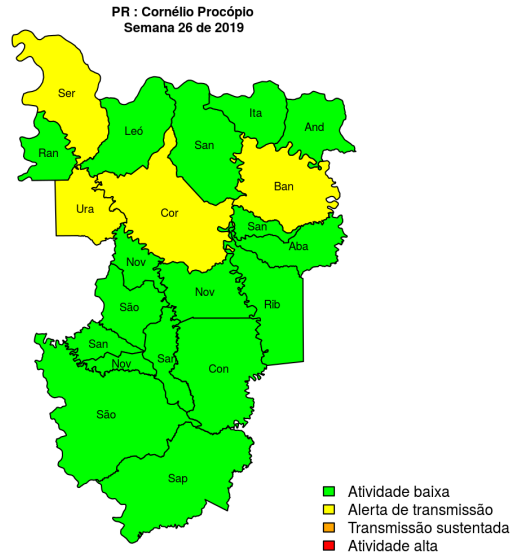 PR : Cornélio Procópio
Semana 26 de 2019
Ser
Ita
And
Leó
San
Ran
Ban
Ura
Cor
San
Aba
Nov
Nov
Rib
São
San
San
Nov
Con
São
Sap
Atividade baixa
Alerta de transmissão
Transmissão sustentada
Atividade alta